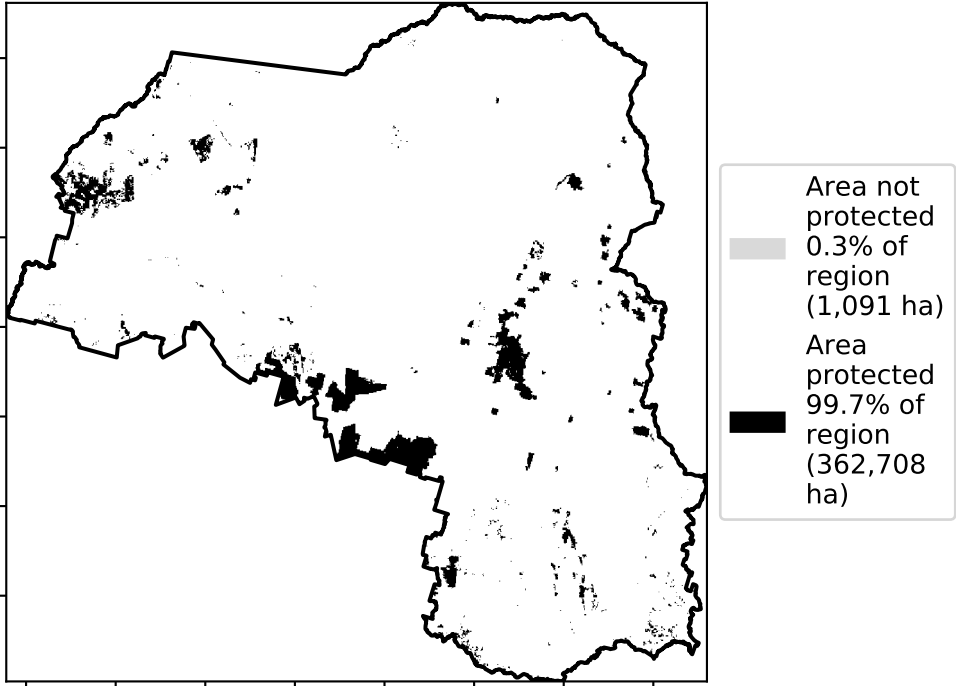 Area not
protected
0.3% of
region
(1,091 ha)
Area
protected
99.7% of
region
(362,708
ha)